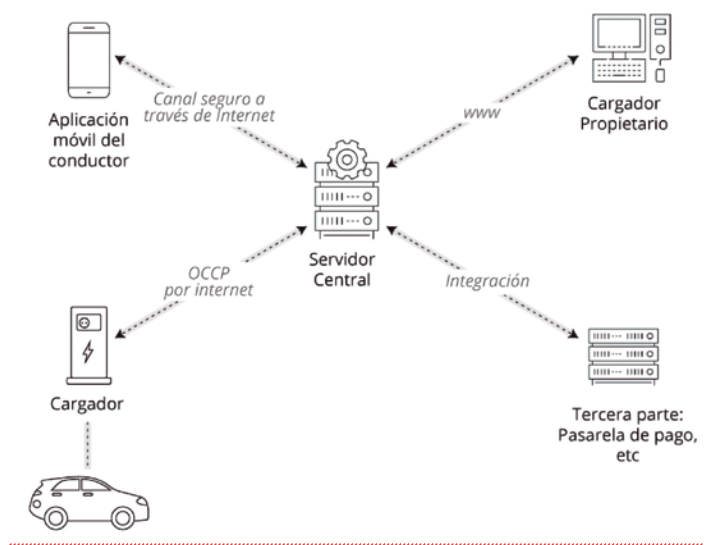 Aplicación
móvil del
conductor
Canal seguro a
través de Internet
www
Cargador
Propietario
Servidor
Central
OCCP
por internet
Integración
Cargador
Tercera parte:
Pasarela de pago,
etc